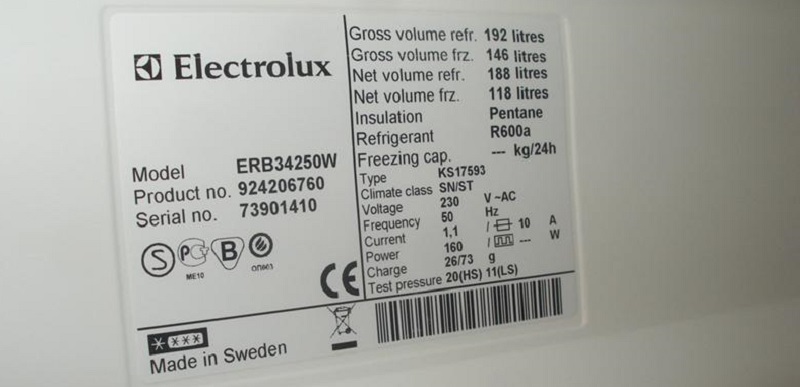 Electrolux
Model ERB34250W
Product no. 924206760
Serial no. 73901410
S PC B
ME10
Gross volume refr. 192 litres
Gross volume frz. 146 litres
Net volume refr. 188 litres
Net volume frz. 118 litres
Insulation Pentane
Refrigerant R600a
Freezing cap. --- kg/24h
Type KS17593
Climate class SN/ST
Voltage 230 V ~AC
Frequency 50 Hz
Current 1,1 / 10 A
Power 160 / --- W
Charge 26/73 g
Test pressure 20(HS) 11(LS)
CE
Made in Sweden